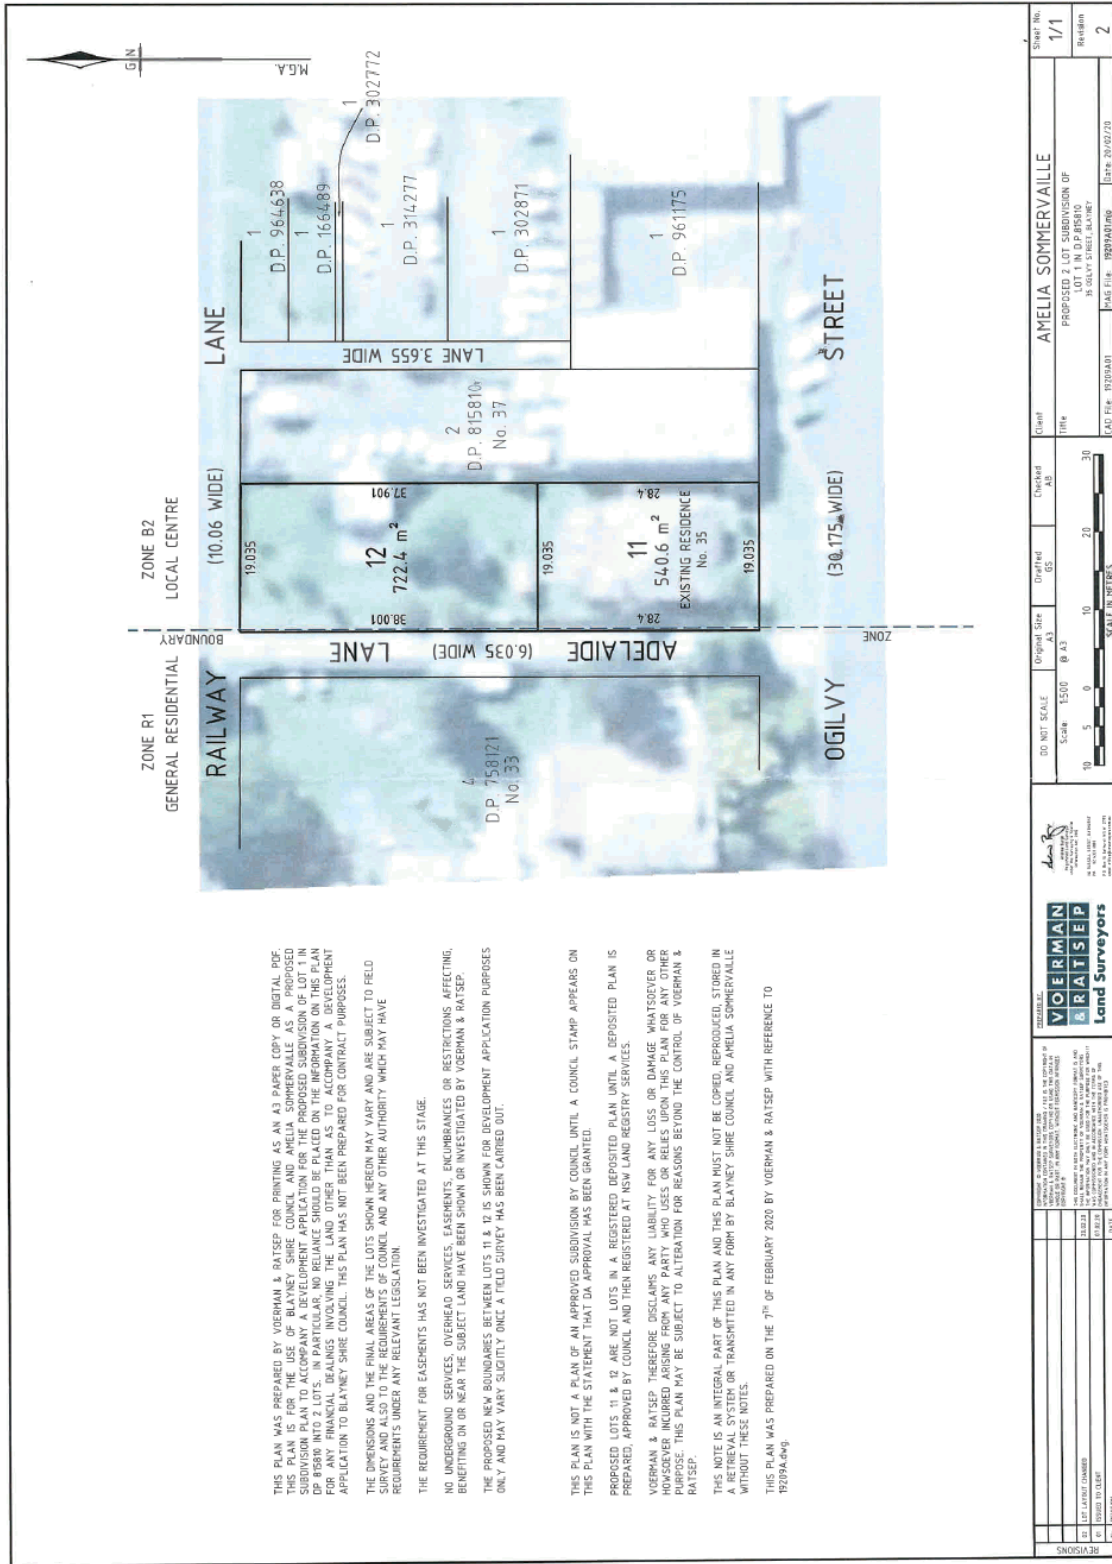 M.G.A.
GN
ZONE R1
GENERAL RESIDENTIAL
ZONE B2
LOCAL CENTRE
RAILWAY
(10.06 WIDE)
LANE
BOUNDARY
1
D.P. 964638
1
D.P. 166489
1
D.P. 302772
1
D.P. 314277
1
D.P. 302871
1
D.P. 961175
LANE 3.655 WIDE
2
D.P. 815810
No. 37
19.035
12
722.4 m²
38.001
37.901
19.035
11
540.6 m²
EXISTING RESIDENCE
No. 35
28.4
28.4
19.035
ADELAIDE
(6.035 WIDE)
LANE
4
D.P. 758121
No. 33
ZONE
OGILVY
(30.175 WIDE)
STREET
THIS PLAN WAS PREPARED BY VOERMAN & RATSEP FOR PRINTING AS AN A3 PAPER COPY OR DIGITAL PDF.
THIS PLAN IS FOR THE USE OF BLAYNEY SHIRE COUNCIL AND AMELIA SOMMERVAILLE AS A PROPOSED
SUBDIVISION PLAN TO ACCOMPANY A DEVELOPMENT APPLICATION FOR THE PROPOSED SUBDIVISION OF LOT 1 IN
DP 815810 INTO 2 LOTS. IN PARTICULAR, NO RELIANCE SHOULD BE PLACED ON THE INFORMATION ON THIS PLAN
FOR ANY FINANCIAL DEALINGS INVOLVING THE LAND OTHER THAN AS TO ACCOMPANY A DEVELOPMENT
APPLICATION TO BLAYNEY SHIRE COUNCIL. THIS PLAN HAS NOT BEEN PREPARED FOR CONTRACT PURPOSES.
THE DIMENSIONS AND THE FINAL AREAS OF THE LOTS SHOWN HEREON MAY VARY AND ARE SUBJECT TO FIELD
SURVEY AND ALSO TO THE REQUIREMENTS OF COUNCIL AND ANY OTHER AUTHORITY WHICH MAY HAVE
REQUIREMENTS UNDER ANY RELEVANT LEGISLATION.
THE REQUIREMENT FOR EASEMENTS HAS NOT BEEN INVESTIGATED AT THIS STAGE.
NO UNDERGROUND SERVICES, OVERHEAD SERVICES, EASEMENTS, ENCUMBRANCES OR RESTRICTIONS AFFECTING,
BENEFITING ON OR NEAR THE SUBJECT LAND HAVE BEEN SHOWN OR INVESTIGATED BY VOERMAN & RATSEP.
THE PROPOSED NEW BOUNDARIES BETWEEN LOTS 11 & 12 IS SHOWN FOR DEVELOPMENT APPLICATION PURPOSES
ONLY AND MAY VARY SLIGHTLY ONCE A FIELD SURVEY HAS BEEN CARRIED OUT.
THIS PLAN IS NOT A PLAN OF AN APPROVED SUBDIVISION BY COUNCIL UNTIL A COUNCIL STAMP APPEARS ON
THIS PLAN WITH THE STATEMENT THAT DA APPROVAL HAS BEEN GRANTED.
PROPOSED LOTS 11 & 12 ARE NOT LOTS IN A REGISTERED DEPOSITED PLAN UNTIL A DEPOSITED PLAN IS
PREPARED, APPROVED BY COUNCIL AND THEN REGISTERED AT NSW LAND REGISTRY SERVICES.
VOERMAN & RATSEP THEREFORE DISCLAIMS ANY LIABILITY FOR ANY LOSS OR DAMAGE WHATSOEVER OR
HOWSOEVER INCURRED ARISING FROM ANY PARTY WHO USES OR RELIES UPON THIS PLAN FOR ANY OTHER
PURPOSE. THIS PLAN MAY BE SUBJECT TO ALTERATION FOR REASONS BEYOND THE CONTROL OF VOERMAN &
RATSEP.
THIS NOTE IS AN INTEGRAL PART OF THIS PLAN AND THIS PLAN MUST NOT BE COPIED, REPRODUCED, STORED IN
A RETRIEVAL SYSTEM OR TRANSMITTED IN ANY FORM BY BLAYNEY SHIRE COUNCIL AND AMELIA SOMMERVAILLE
WITHOUT THESE NOTES.
THIS PLAN WAS PREPARED ON THE 7TH OF FEBRUARY 2020 BY VOERMAN & RATSEP WITH REFERENCE TO
19209A.dwg.
REVISIONS
02 LOT LAYOUT CHANGED
01 ISSUED TO CLIENT
DATE
PREPARED BY:
VOERMAN
& RATSEP
Land Surveyors
DO NOT SCALE
Original Size
A3
Drafted
GS
Checked
AB
Scale: 1:500 @ A3
10 5 0 10 20 30
SCALE IN METRES
Client
AMELIA SOMMERVAILLE
Title
PROPOSED 2 LOT SUBDIVISION OF
LOT 1 IN D.P.815810
35 OGILVY STREET, BLAYNEY
CAD File: 19209A01
MAG File: 19209A01.mjo
Date: 20/02/20
Sheet No.
1/1
Revision
2